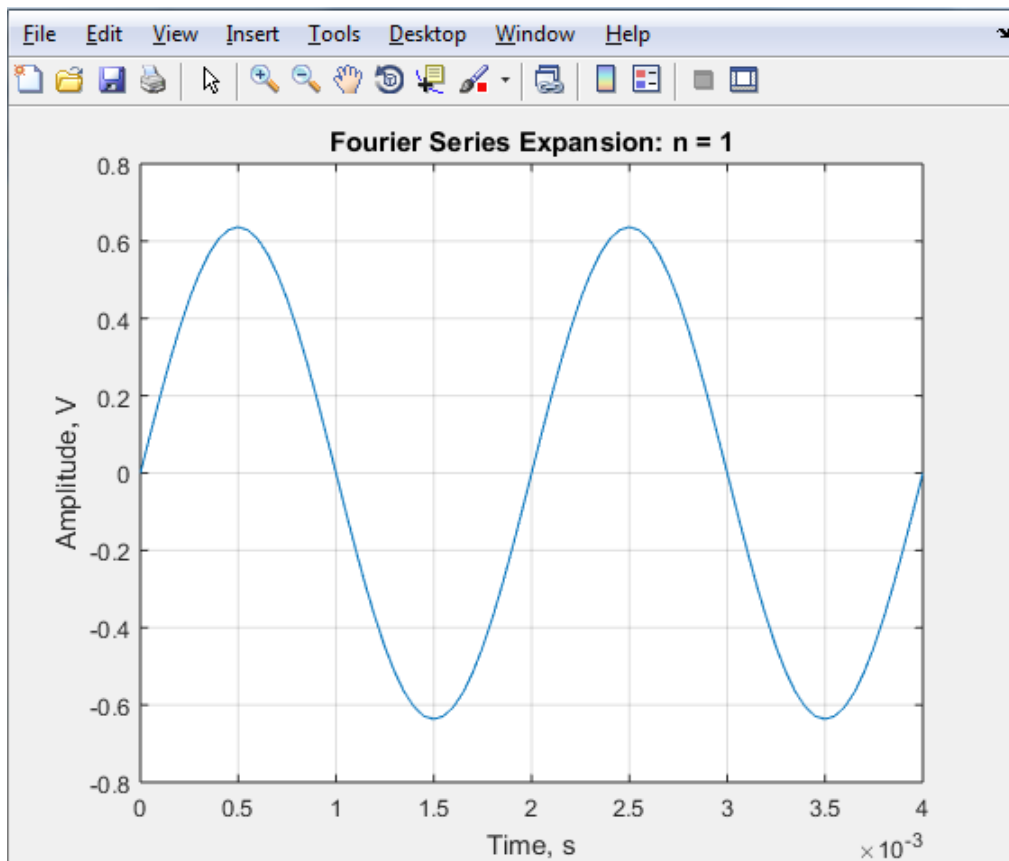 File Edit View Insert Tools Desktop Window Help
Fourier Series Expansion: n = 1
0.8
0.6
0.4
0.2
0
-0.2
-0.4
-0.6
-0.8
Amplitude, V
0 0.5 1 1.5 2 2.5 3 3.5 4
Time, s
×10⁻³